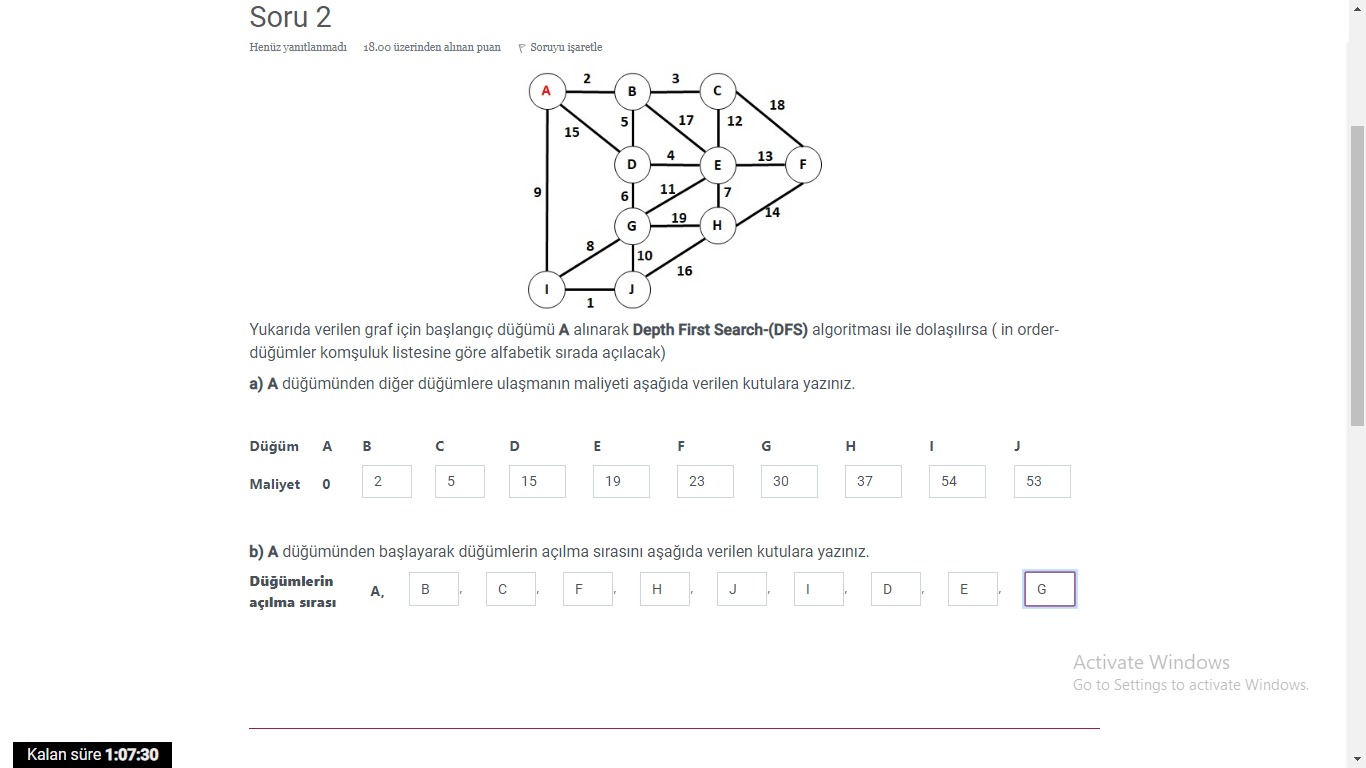 Soru 2
Henüz yanıtlanmadı 18.00 üzerinden alınan puan Soruyu işaretle
2 3
A B C
18
5 17 12
15
4 13
D E F
9 6 11 7
19 14
G H
8 10
16
I J
1
Yukarıda verilen graf için başlangıç düğümü A alınarak Depth First Search-(DFS) algoritması ile dolaşılırsa ( in order-
düğümler komşuluk listesine göre alfabetik sırada açılacak)
a) A düğümünden diğer düğümlere ulaşmanın maliyeti aşağıda verilen kutulara yazınız.
Düğüm A B C D E F G H I J
Maliyet 0 2 5 15 19 23 30 37 54 53
b) A düğümünden başlayarak düğümlerin açılma sırasını aşağıda verilen kutulara yazınız.
Düğümlerin
açılma sırası A, B , C , F , H , J , I , D , E , G
Activate Windows
Go to Settings to activate Windows.
Kalan süre 1:07:30